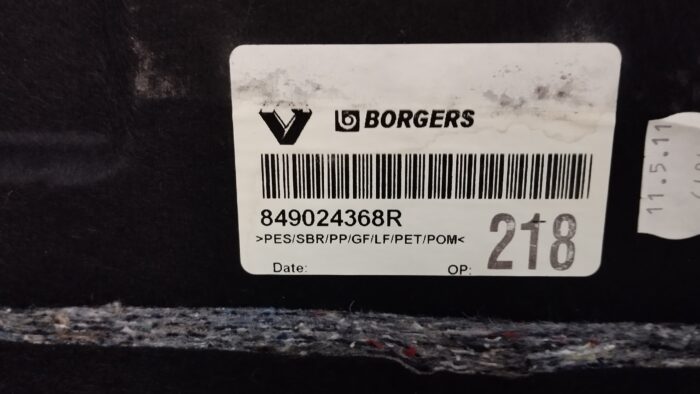 BORGERS
849024368R
>PES/SBR/PP/GF/LF/PET/POM<
218
Date:
OP:
11.5.11